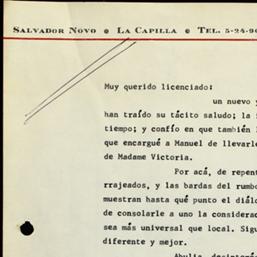 SALVADOR NOVO • LA CAPILLA • TEL. 5-24-9
Muy querido licenciado:
un nuevo y
han traído su tácito saludo; la
tiempo; y confío en que también
que encargué a Manuel de llevarle
de Madame Victoria.
Por acá, de repent
rrajeados, y las bardas del rumbo
muestran hasta qué punto el diálo
de consolarle a uno la considerac
sea más universal que local. Sigu
diferente y mejor.